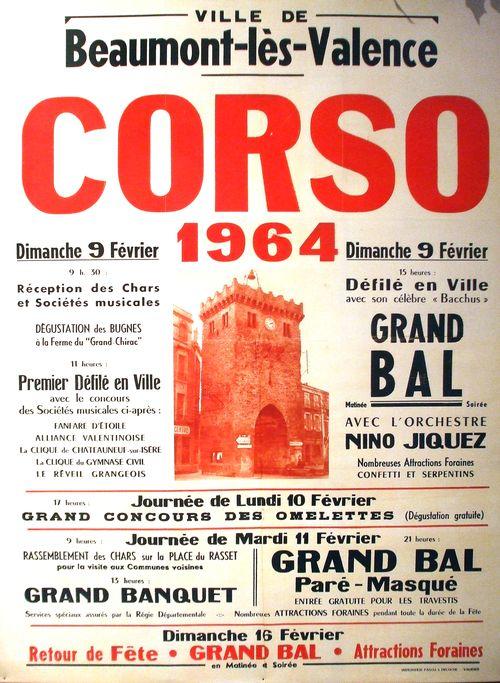 VILLE DE
Beaumont-lès-Valence
CORSO
1964
Dimanche 9 Février
9 h. 30 :
Réception des Chars
et Sociétés musicales
DÉGUSTATION des BUGNES
à la Ferme du "Grand-Chirac"
11 heures :
Premier Défilé en Ville
avec le concours
des Sociétés musicales ci-après :
FANFARE D'ÉTOILE
ALLIANCE VALENTINOISE
La CLIQUE de CHATEAUNEUF-sur-ISÈRE
La CLIQUE du GYMNASE CIVIL
LE RÉVEIL GRANGEOIS
Dimanche 9 Février
15 heures :
Défilé en Ville
avec son célèbre « Bacchus »
GRAND
BAL
Matinée Soirée
AVEC L'ORCHESTRE
NINO JIQUEZ
Nombreuses Attractions Foraines
CONFETTI ET SERPENTINS
17 heures : Journée de Lundi 10 Février
GRAND CONCOURS DES OMELETTES (Dégustation gratuite)
9 heures : Journée de Mardi 11 Février 21 heures :
RASSEMBLEMENT des CHARS sur la PLACE du RASSET
pour la visite aux Communes voisines
13 heures :
GRAND BANQUET
GRAND BAL
Paré-Masqué
ENTRÉE GRATUITE POUR LES TRAVESTIS
Services spéciaux assurés par la Régie Départementale -:- Nombreuses ATTRACTIONS FORAINES pendant toute la durée de la Fête
Dimanche 16 Février
Retour de Fête • GRAND BAL • Attractions Foraines
en Matinée & Soirée